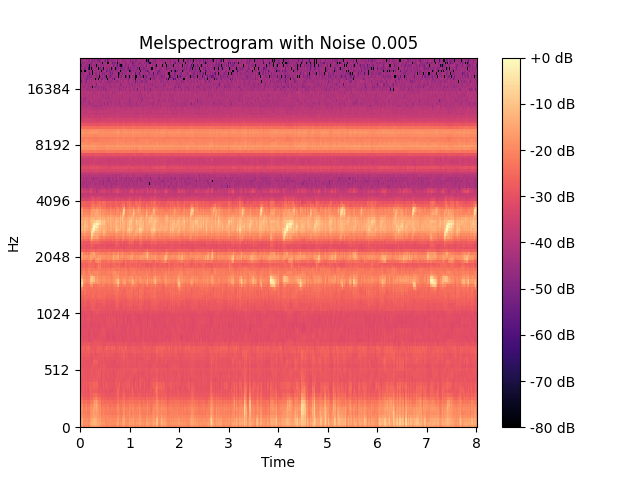 Melspectrogram with Noise 0.005
Hz
16384
8192
4096
2048
1024
512
0
0 1 2 3 4 5 6 7 8
Time
+0 dB
-10 dB
-20 dB
-30 dB
-40 dB
-50 dB
-60 dB
-70 dB
-80 dB